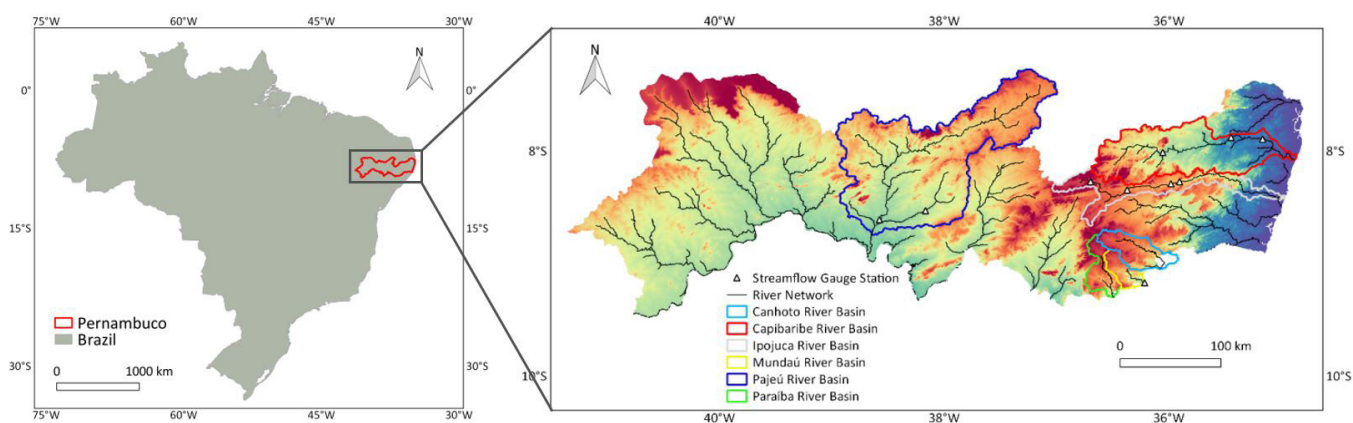 75°W 60°W 45°W 30°W
N
0° 0°
15°S 15°S
30°S 30°S
Pernambuco
Brazil
0 1000 km
75°W 60°W 45°W 30°W
40°W 38°W 36°W
N
8°S 8°S
Streamflow Gauge Station
River Network
Canhoto River Basin
Capibaribe River Basin
Ipojuca River Basin
Mundaú River Basin
Pajeú River Basin
Paraíba River Basin
0 100 km
10°S 10°S
40°W 38°W 36°W